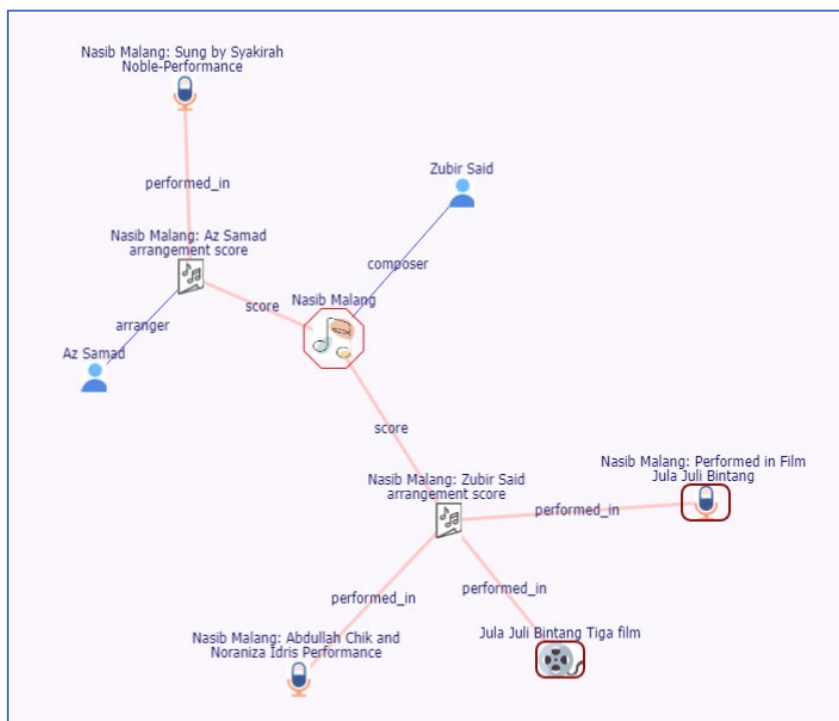 Nasib Malang: Sung by Syakirah
Noble-Performance
performed_in
Zubir Said
composer
Nasib Malang: Az Samad
arrangement score
score
Nasib Malang
arranger
Az Samad
score
Nasib Malang: Zubir Said
arrangement score
Nasib Malang: Performed in Film
Jula Juli Bintang
performed_in
performed_in
performed_in
Nasib Malang: Abdullah Chik and
Noraniza Idris Performance
Jula Juli Bintang Tiga film